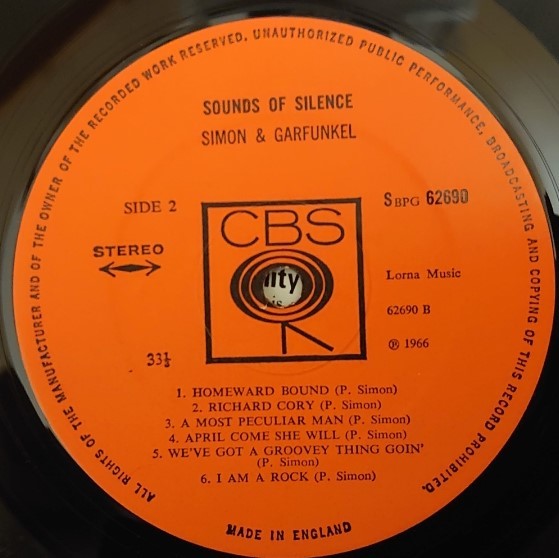 ALL RIGHTS OF THE MANUFACTURER AND OF THE OWNER OF THE RECORDED WORK RESERVED. UNAUTHORIZED PUBLIC PERFORMANCE, BROADCASTING AND COPYING OF THIS RECORD PROHIBITED.
SOUNDS OF SILENCE
SIMON & GARFUNKEL
SIDE 2
SBPG 62690
CBS
STEREO
Lorna Music
62690 B
℗ 1966
33⅓
1. HOMEWARD BOUND (P. Simon)
2. RICHARD CORY (P. Simon)
3. A MOST PECULIAR MAN (P. Simon)
4. APRIL COME SHE WILL (P. Simon)
5. WE'VE GOT A GROOVEY THING GOIN'
(P. Simon)
6. I AM A ROCK (P. Simon)
MADE IN ENGLAND